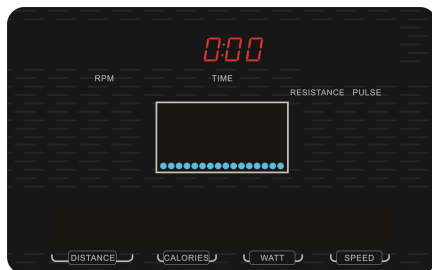 0:00
RPM TIME
RESISTANCE PULSE
DISTANCE CALORIES WATT SPEED